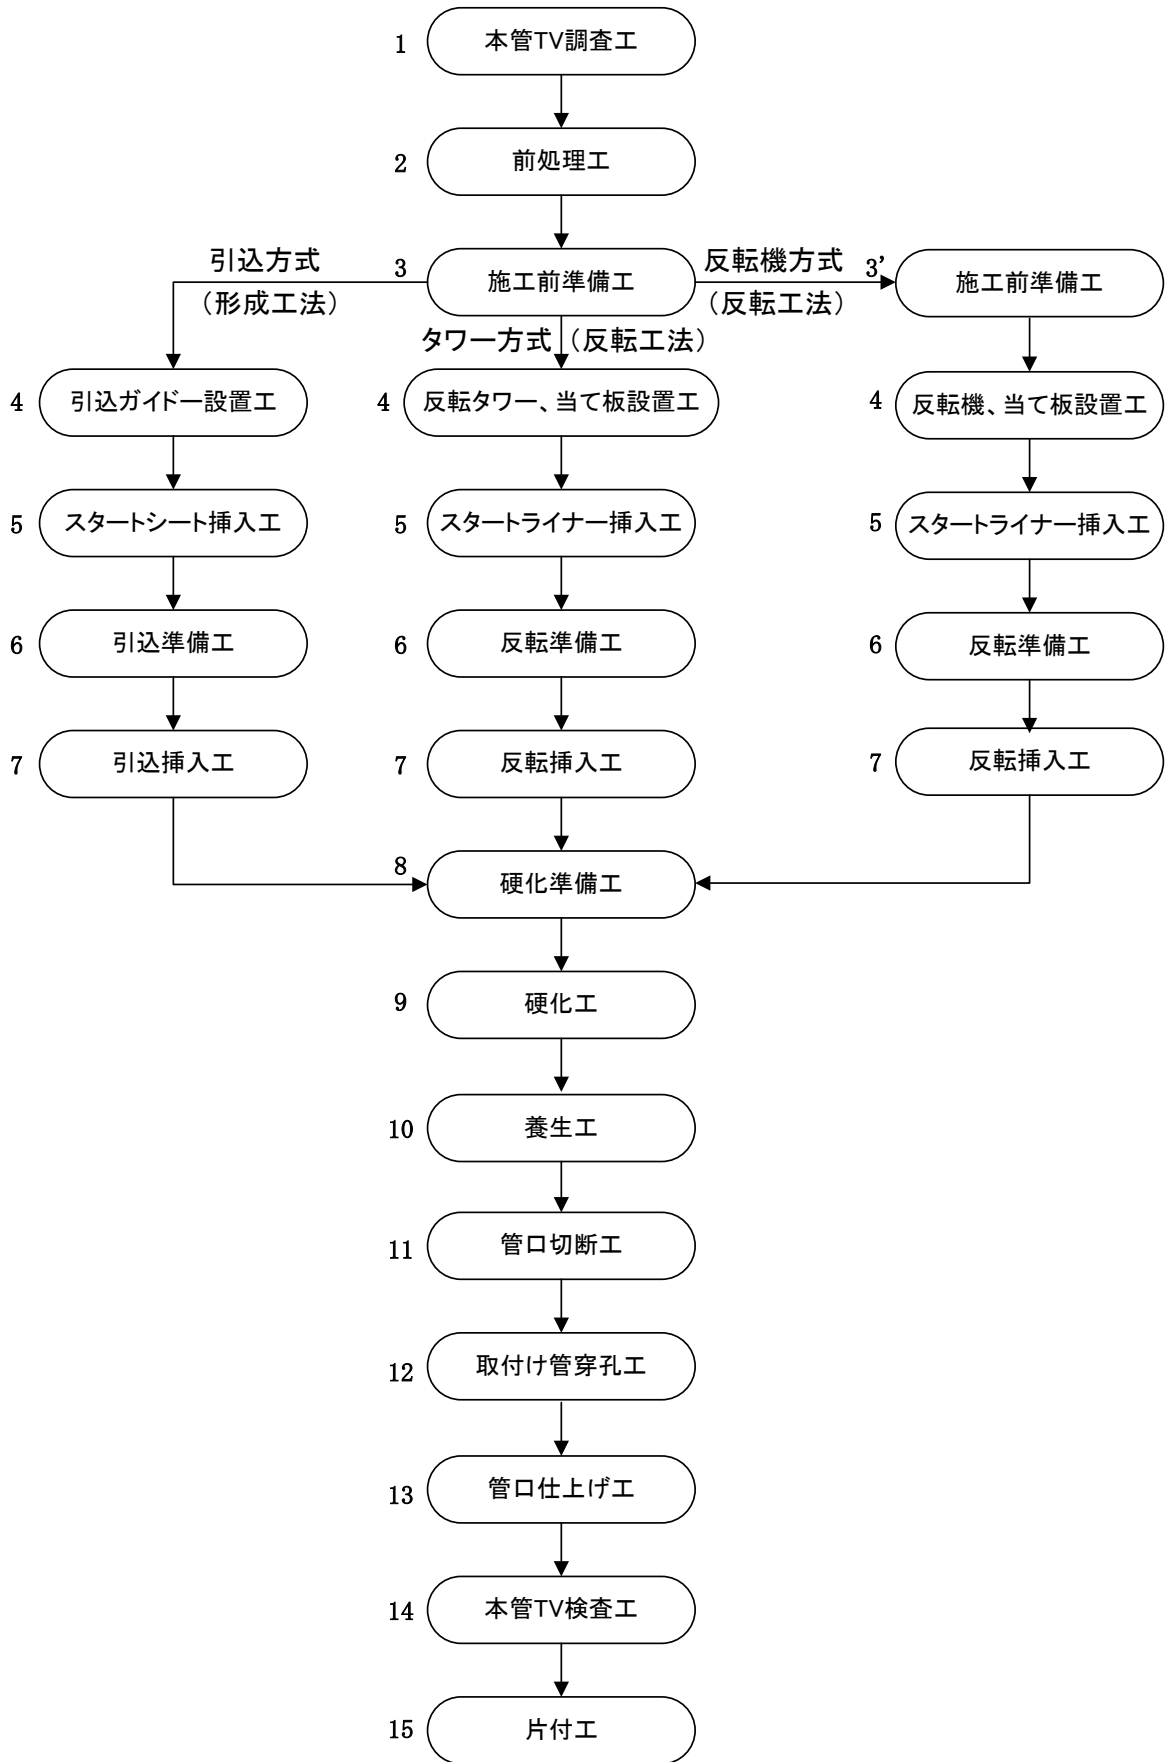 1 本管TV調査工
2 前処理工
引込方式 3 施工前準備工 反転機方式 3’ 施工前準備工
（形成工法） （反転工法）
タワー方式（反転工法）
4 引込ガイドー設置工 4 反転タワー、当て板設置工 4 反転機、当て板設置工
5 スタートシート挿入工 5 スタートライナー挿入工 5 スタートライナー挿入工
6 引込準備工 6 反転準備工 6 反転準備工
7 引込挿入工 7 反転挿入工 7 反転挿入工
8 硬化準備工
9 硬化工
10 養生工
11 管口切断工
12 取付け管穿孔工
13 管口仕上げ工
14 本管TV検査工
15 片付工